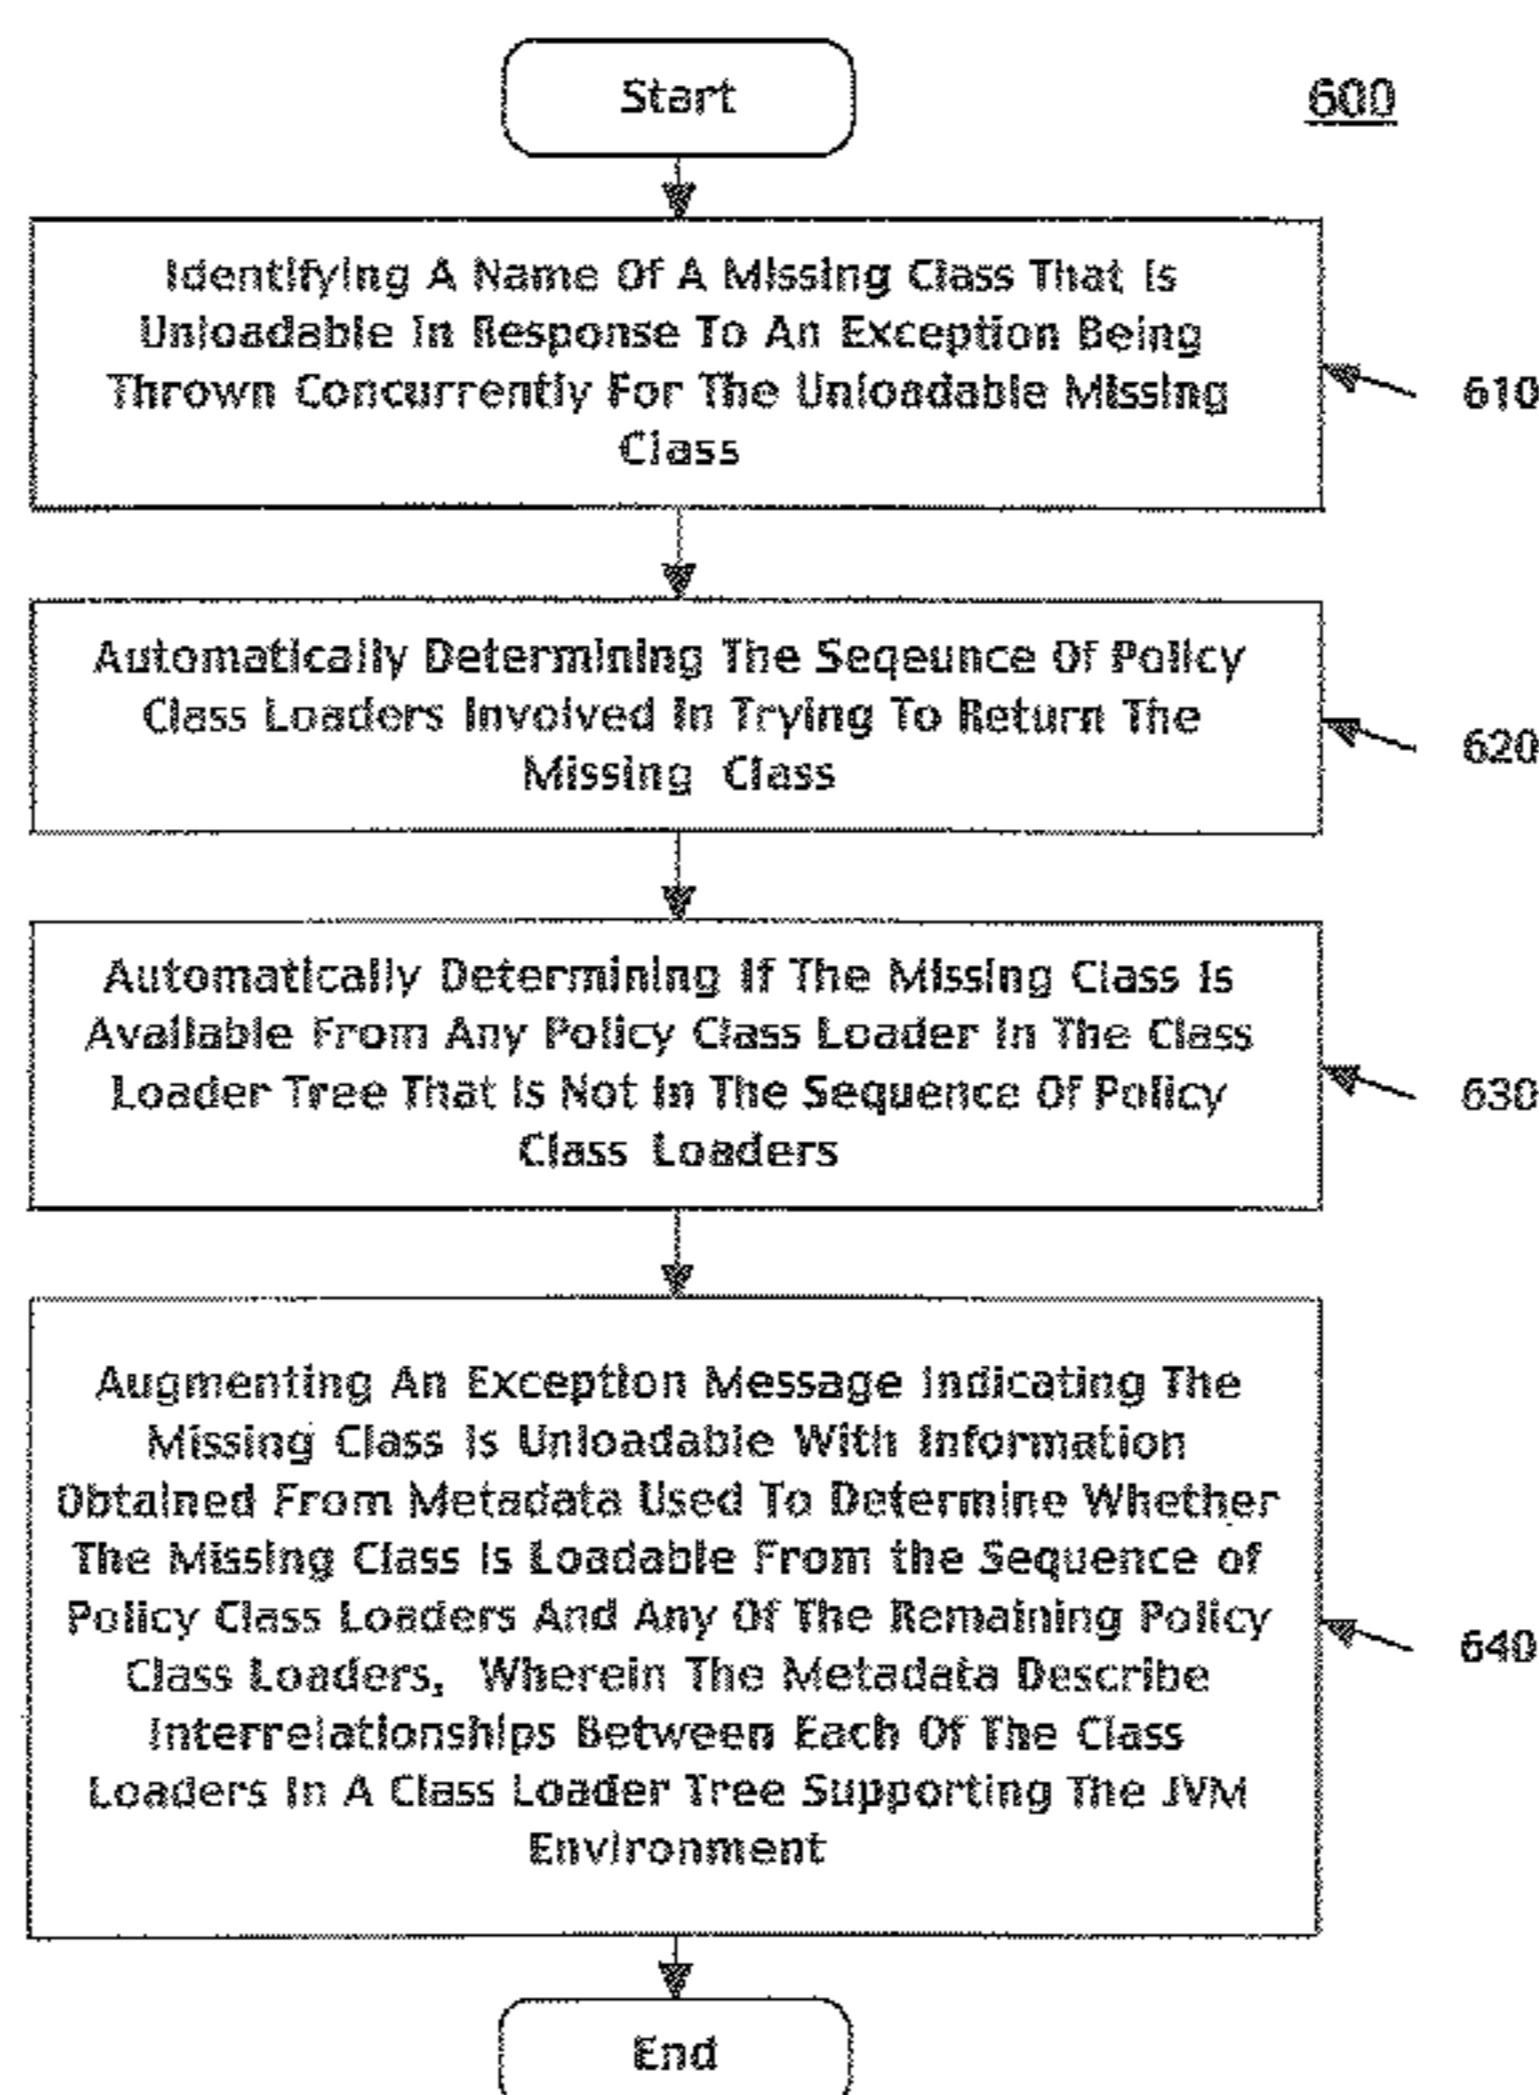 Start
600
Identifying A Name Of A Missing Class That Is
Unloadable In Response To An Exception Being
Thrown Concurrently For The Unloadable Missing
Class
610
Automatically Determining The Seqeunce Of Policy
Class Loaders Involved In Trying To Return The
Missing Class
620
Automatically Determining If The Missing Class Is
Available From Any Policy Class Loader In The Class
Loader Tree That Is Not In The Sequence Of Policy
Class Loaders
630
Augmenting An Exception Message Indicating The
Missing Class Is Unloadable With Information
Obtained From Metadata Used To Determine Whether
The Missing Class Is Loadable From the Sequence of
Policy Class Loaders And Any Of The Remaining Policy
Class Loaders, Wherein The Metadata Describe
Interrelationships Between Each Of The Class
Loaders In A Class Loader Tree Supporting The JVM
Environment
640
End